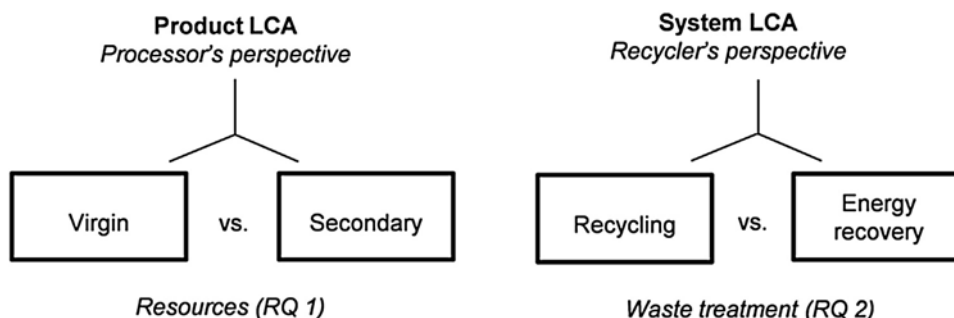 Product LCA
Processor's perspective
Virgin
vs.
Secondary
Resources (RQ 1)
System LCA
Recycler's perspective
Recycling
vs.
Energy
recovery
Waste treatment (RQ 2)